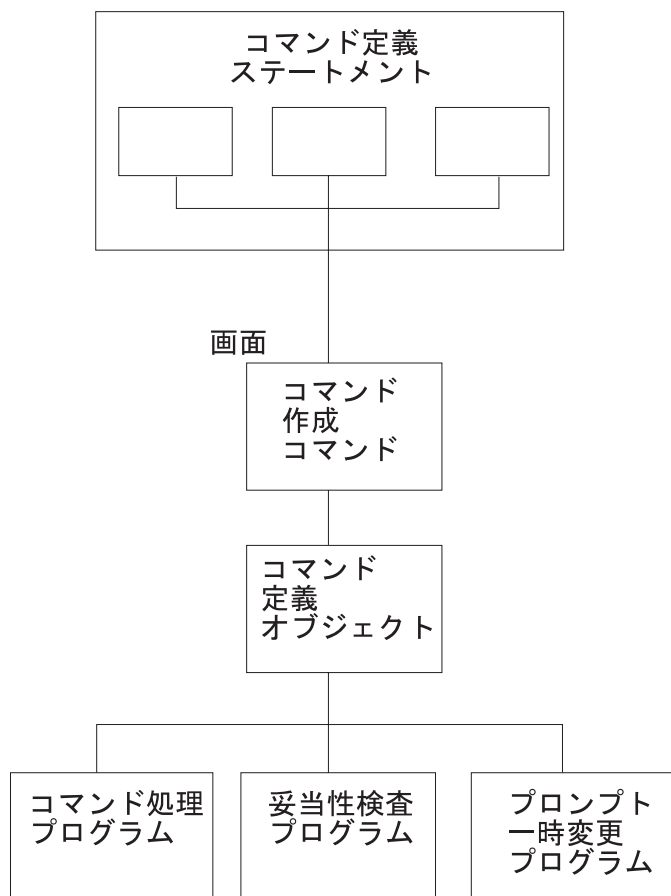 コマンド定義
ステートメント
画面
コマンド
作成
コマンド
コマンド
定義
オブジェクト
コマンド処理
プログラム
妥当性検査
プログラム
プロンプト
一時変更
プログラム